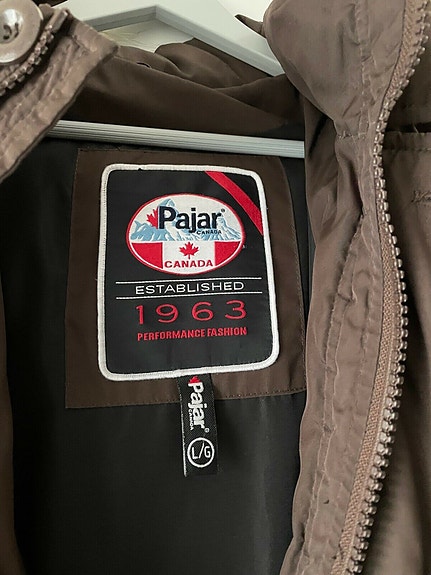 Pajar
CANADA
CANADA
ESTABLISHED
1963
PERFORMANCE FASHION
Pajar
CANADA
L/G